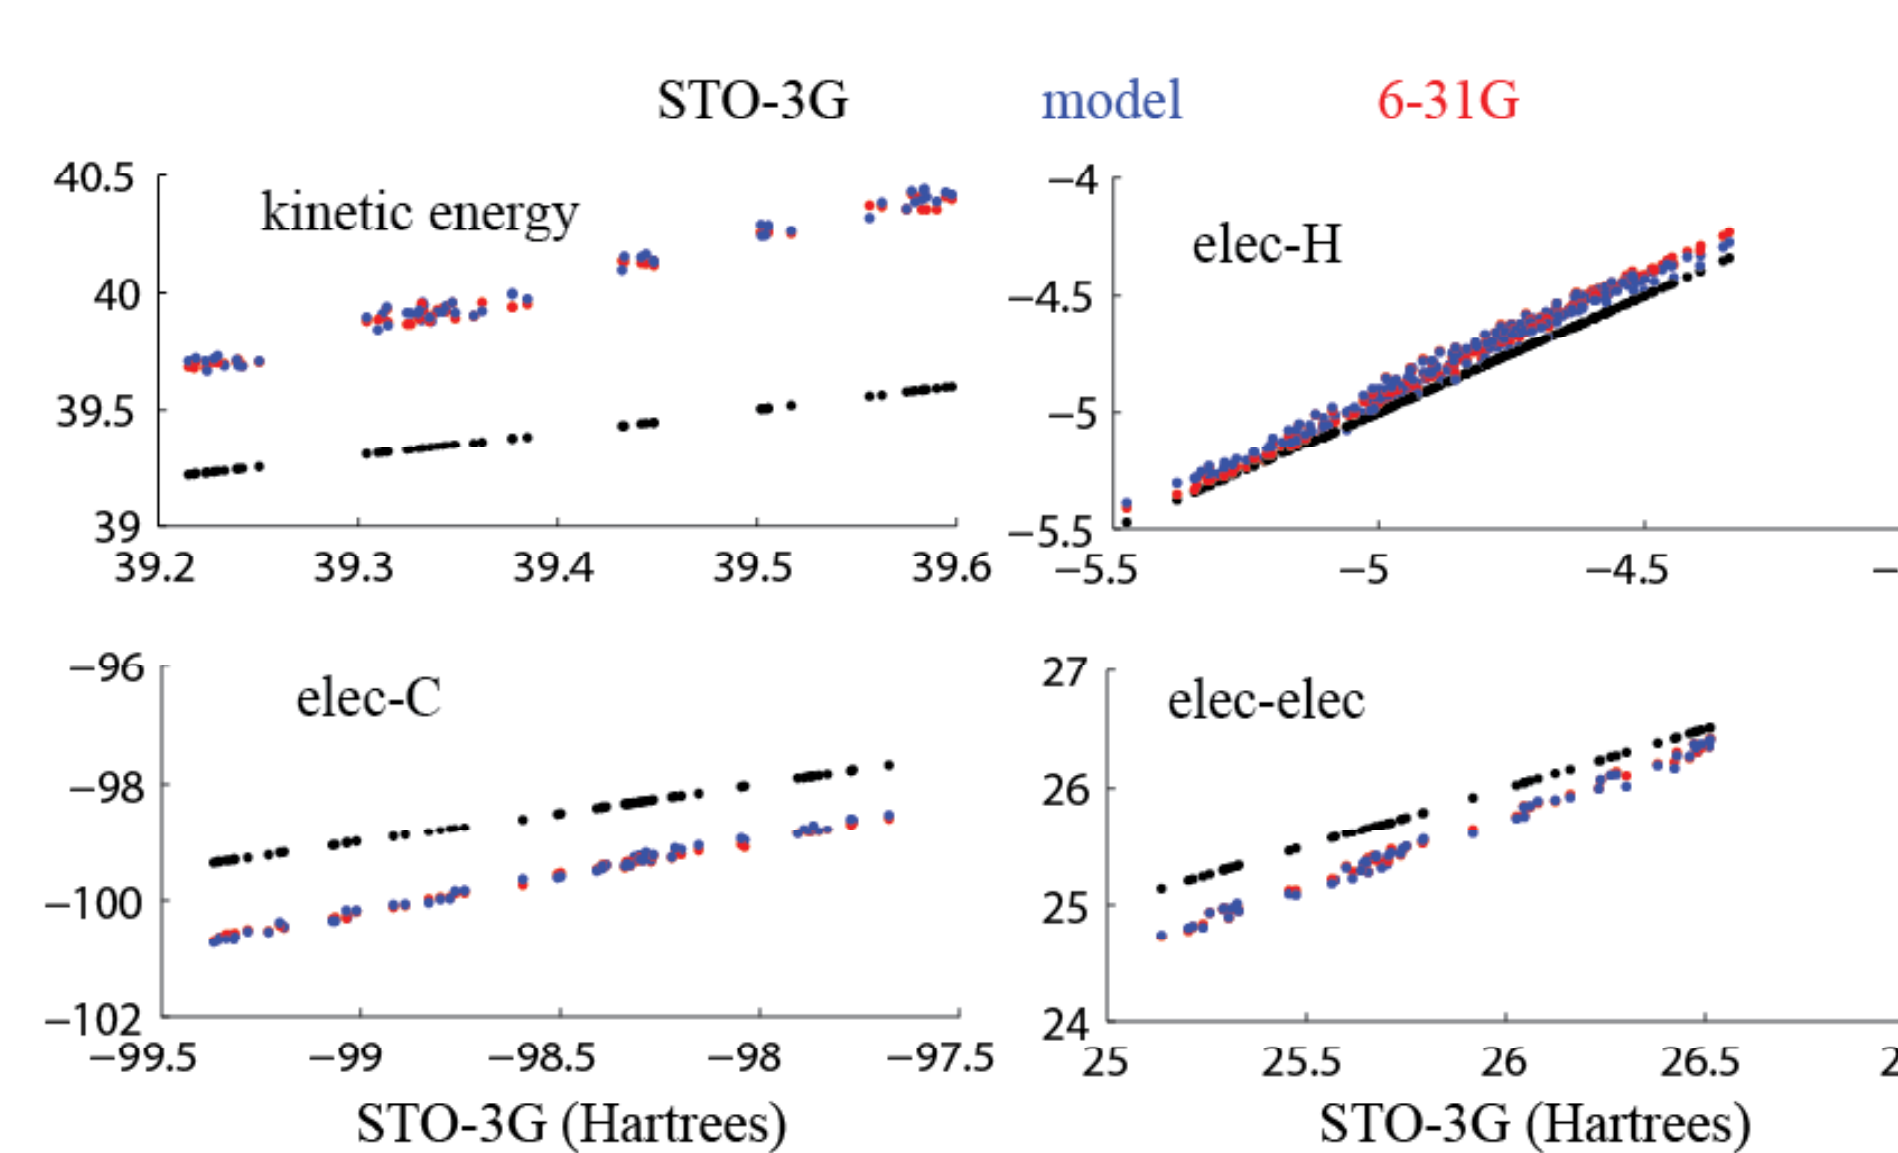 STO-3G model 6-31G
kinetic energy
40.5
40
39.5
39
39.2 39.3 39.4 39.5 39.6
elec-H
−4
−4.5
−5
−5.5
−5.5 −5 −4.5 −
elec-C
−96
−98
−100
−102
−99.5 −99 −98.5 −98 −97.5
STO-3G (Hartrees)
elec-elec
27
26
25
24
25 25.5 26 26.5
STO-3G (Hartrees)